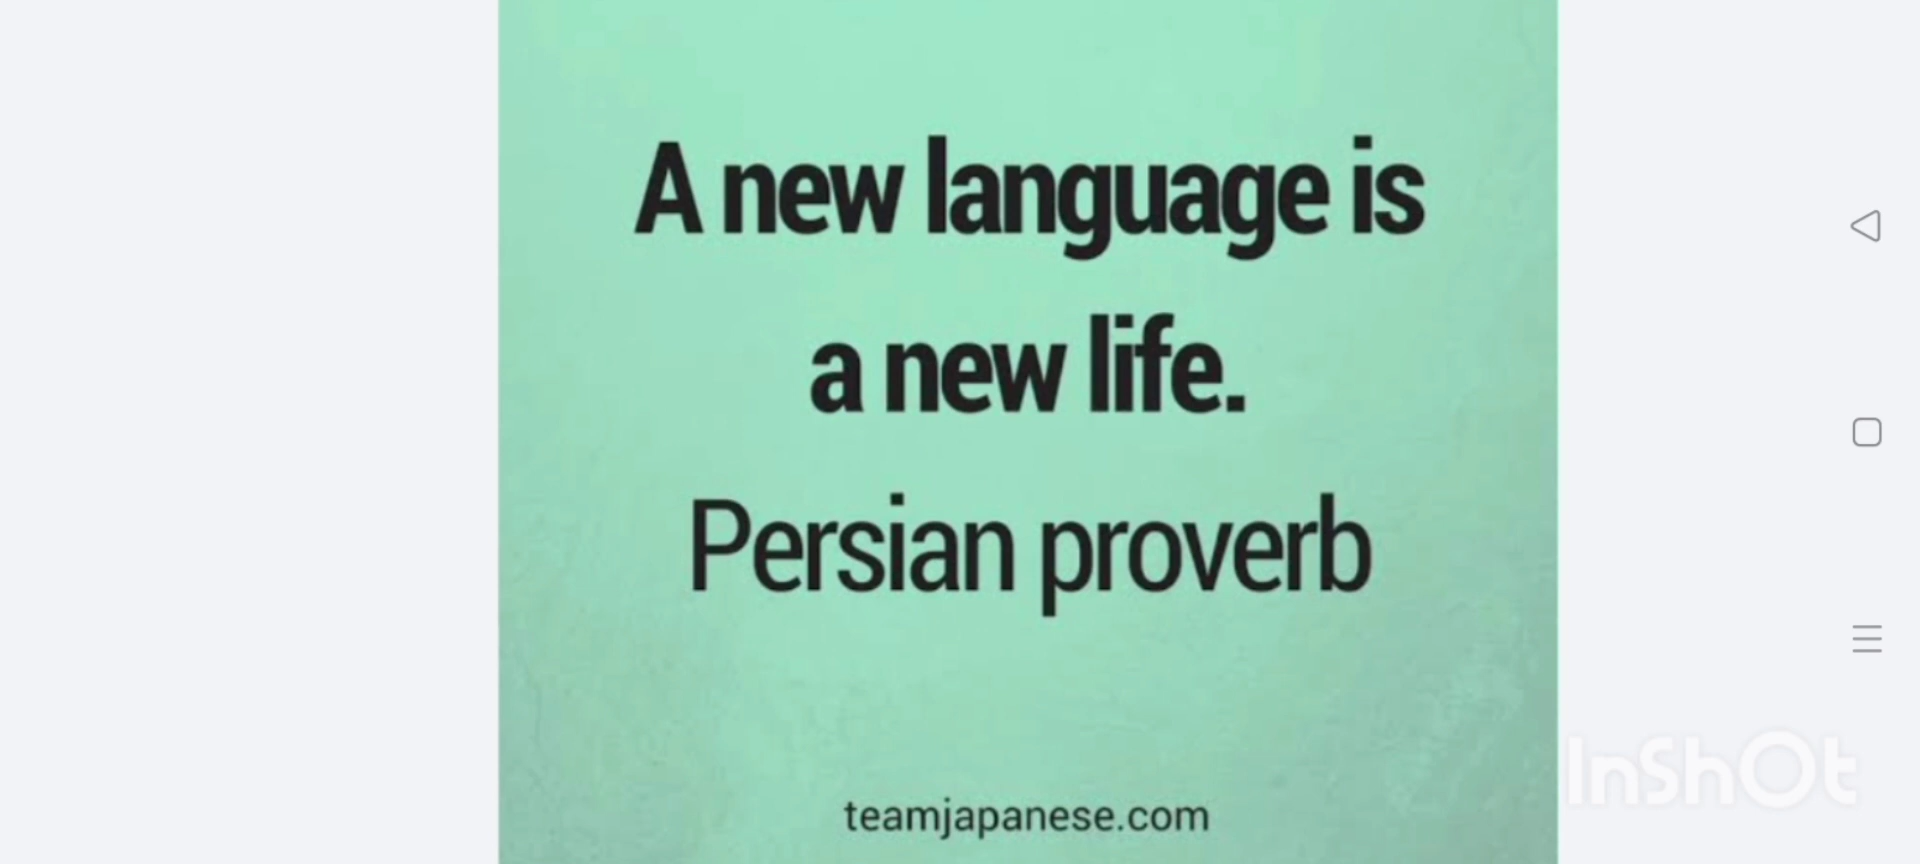 A new language is
a new life.
Persian proverb
teamjapanese.com
InShOt